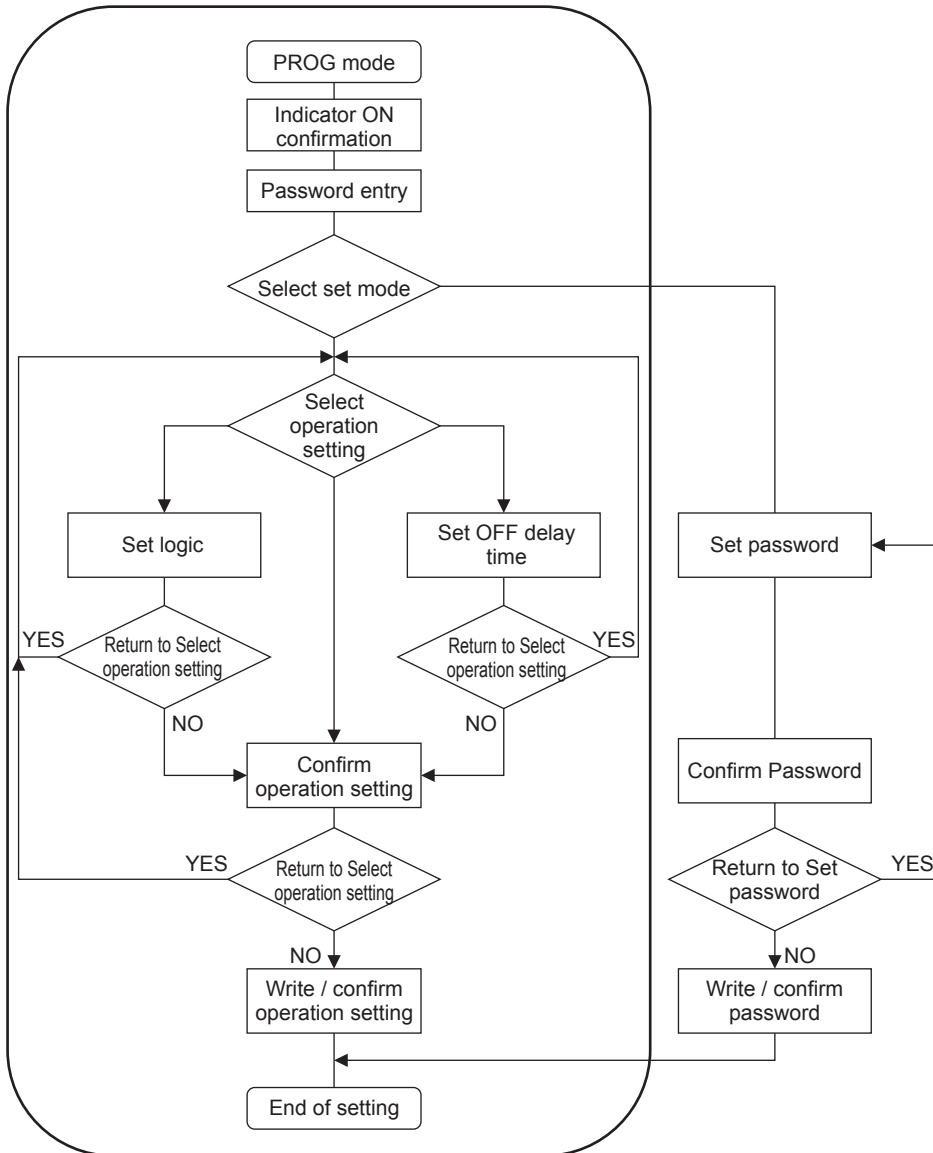 PROG mode
Indicator ON
confirmation
Password entry
Select set mode
Select
operation
setting
Set logic
Set OFF delay
time
Set password
YES
Return to Select
operation setting
Return to Select
operation setting
YES
NO
NO
Confirm
operation setting
Confirm Password
YES
Return to Select
operation setting
Return to Set
password
YES
NO
NO
Write / confirm
operation setting
Write / confirm
password
End of setting